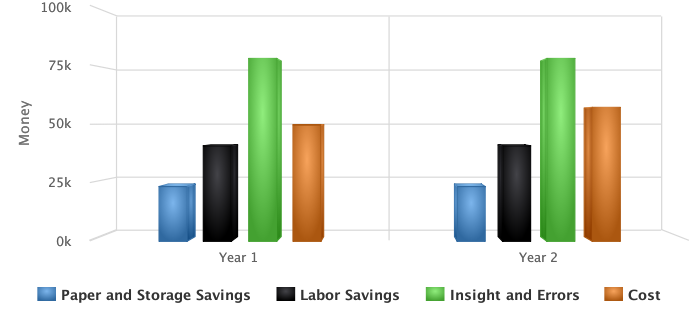 100k
75k
50k
25k
0k
Money
Year 1
Year 2
Paper and Storage Savings
Labor Savings
Insight and Errors
Cost